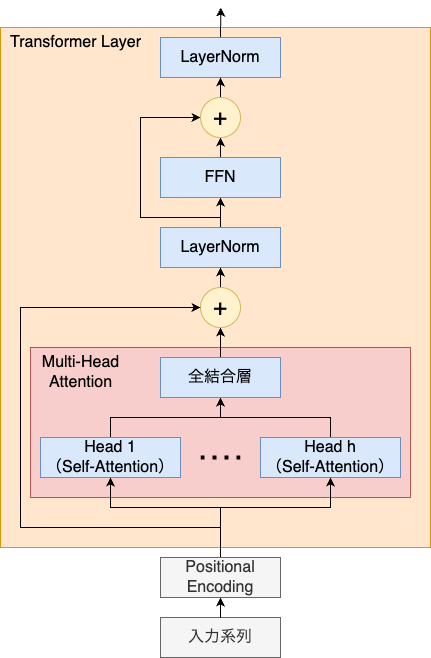 Transformer Layer
LayerNorm
+
FFN
LayerNorm
+
Multi-Head
Attention
全結合層
Head 1
（Self-Attention）
････
Head h
（Self-Attention）
Positional
Encoding
入力系列